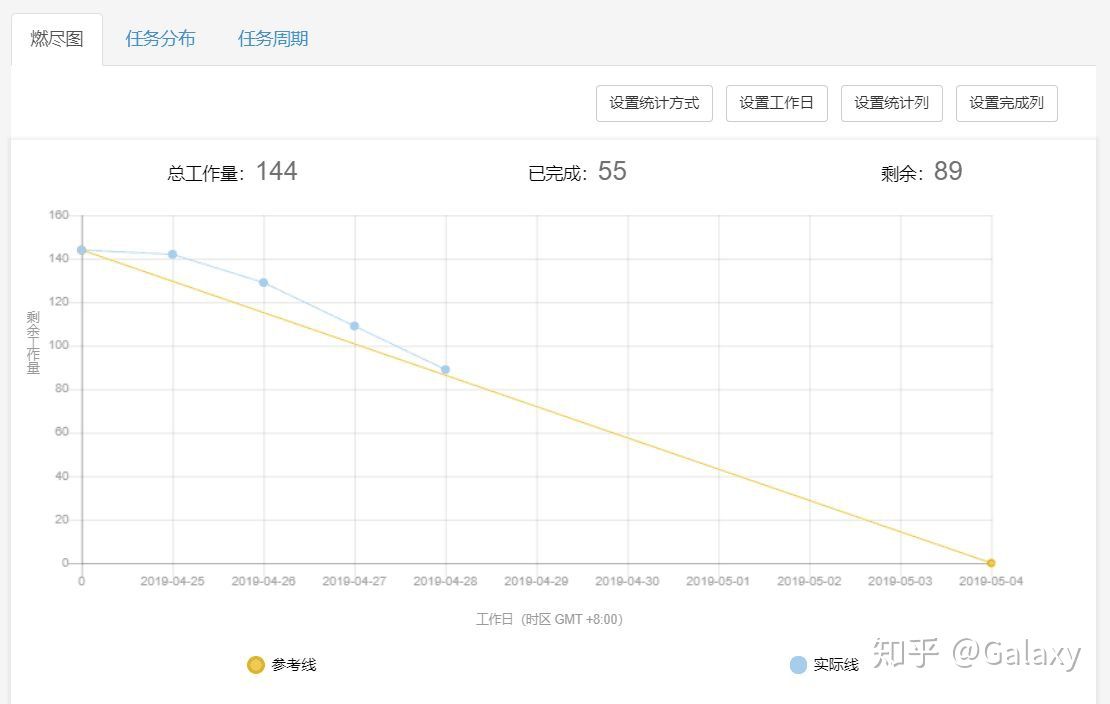 燃尽图 任务分布 任务周期
设置统计方式 设置工作日 设置统计列 设置完成列
总工作量：144 已完成：55 剩余：89
160
140
120
100
80
60
40
20
0
剩余工作量
0 2019-04-25 2019-04-26 2019-04-27 2019-04-28 2019-04-29 2019-04-30 2019-05-01 2019-05-02 2019-05-03 2019-05-04
工作日（时区 GMT +8:00）
参考线 实际线
知乎 @Galaxy